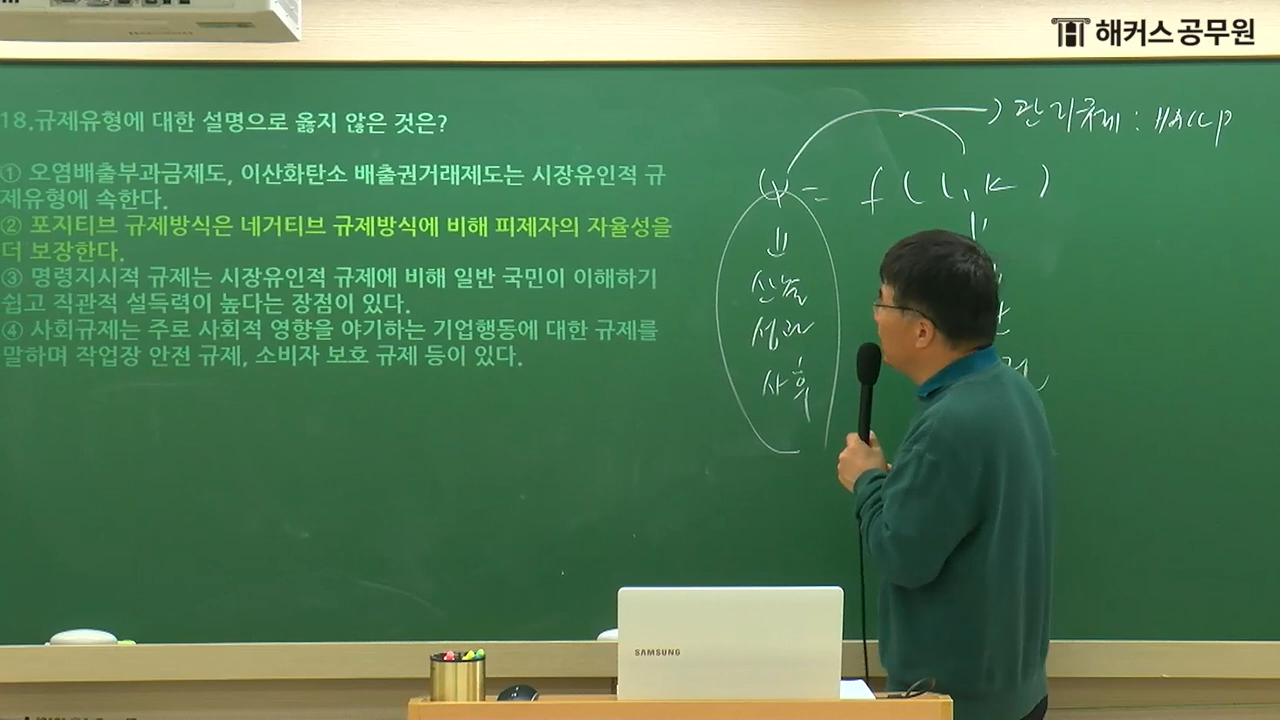 해커스공무원
18.규제유형에 대한 설명으로 옳지 않은 것은?
① 오염배출부과금제도, 이산화탄소 배출권거래제도는 시장유인적 규
제유형에 속한다.
② 포지티브 규제방식은 네거티브 규제방식에 비해 피제자의 자율성을
더 보장한다.
③ 명령지시적 규제는 시장유인적 규제에 비해 일반 국민이 이해하기
쉽고 직관적 설득력이 높다는 장점이 있다.
④ 사회규제는 주로 사회적 영향을 야기하는 기업행동에 대한 규제를
말하며 작업장 안전 규제, 소비자 보호 규제 등이 있다.
관리규제 : HACCP
= f ( L, K )
산출
성과
사후
SAMSUNG